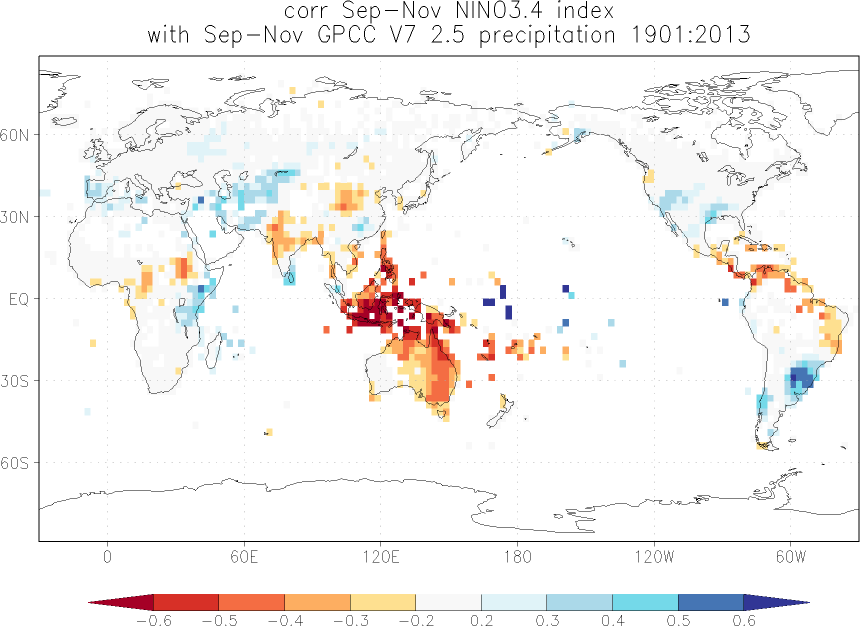 corr Sep-Nov NINO3.4 index
with Sep-Nov GPCC V7 2.5 precipitation 1901:2013
60N
30N
EQ
30S
60S
0 60E 120E 180 120W 60W
-0.6 -0.5 -0.4 -0.3 -0.2 0.2 0.3 0.4 0.5 0.6